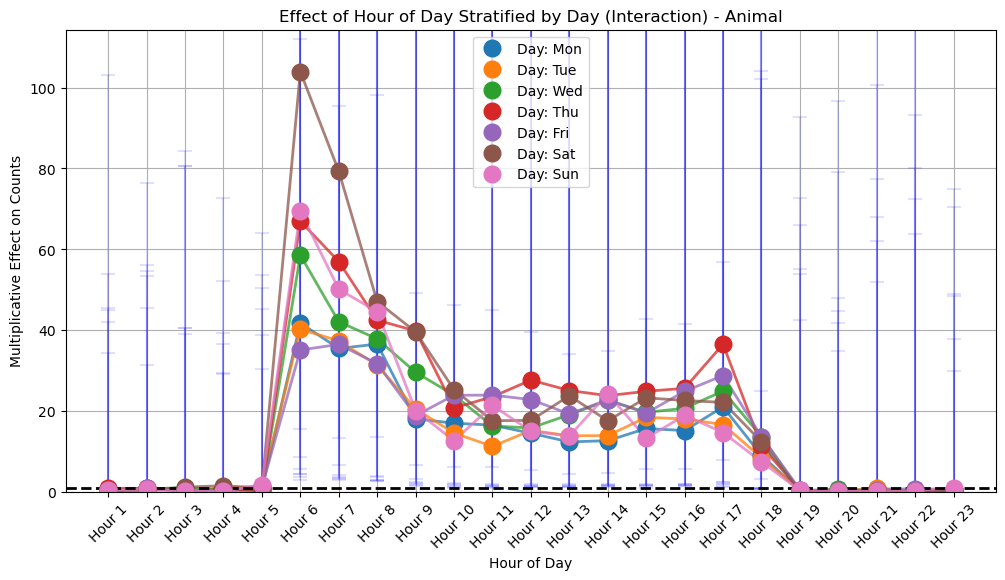 Effect of Hour of Day Stratified by Day (Interaction) - Animal
Multiplicative Effect on Counts
100
80
60
40
20
0
Day: Mon
Day: Tue
Day: Wed
Day: Thu
Day: Fri
Day: Sat
Day: Sun
Hour 1
Hour 2
Hour 3
Hour 4
Hour 5
Hour 6
Hour 7
Hour 8
Hour 9
Hour 10
Hour 11
Hour 12
Hour 13
Hour 14
Hour 15
Hour 16
Hour 17
Hour 18
Hour 19
Hour 20
Hour 21
Hour 22
Hour 23
Hour of Day